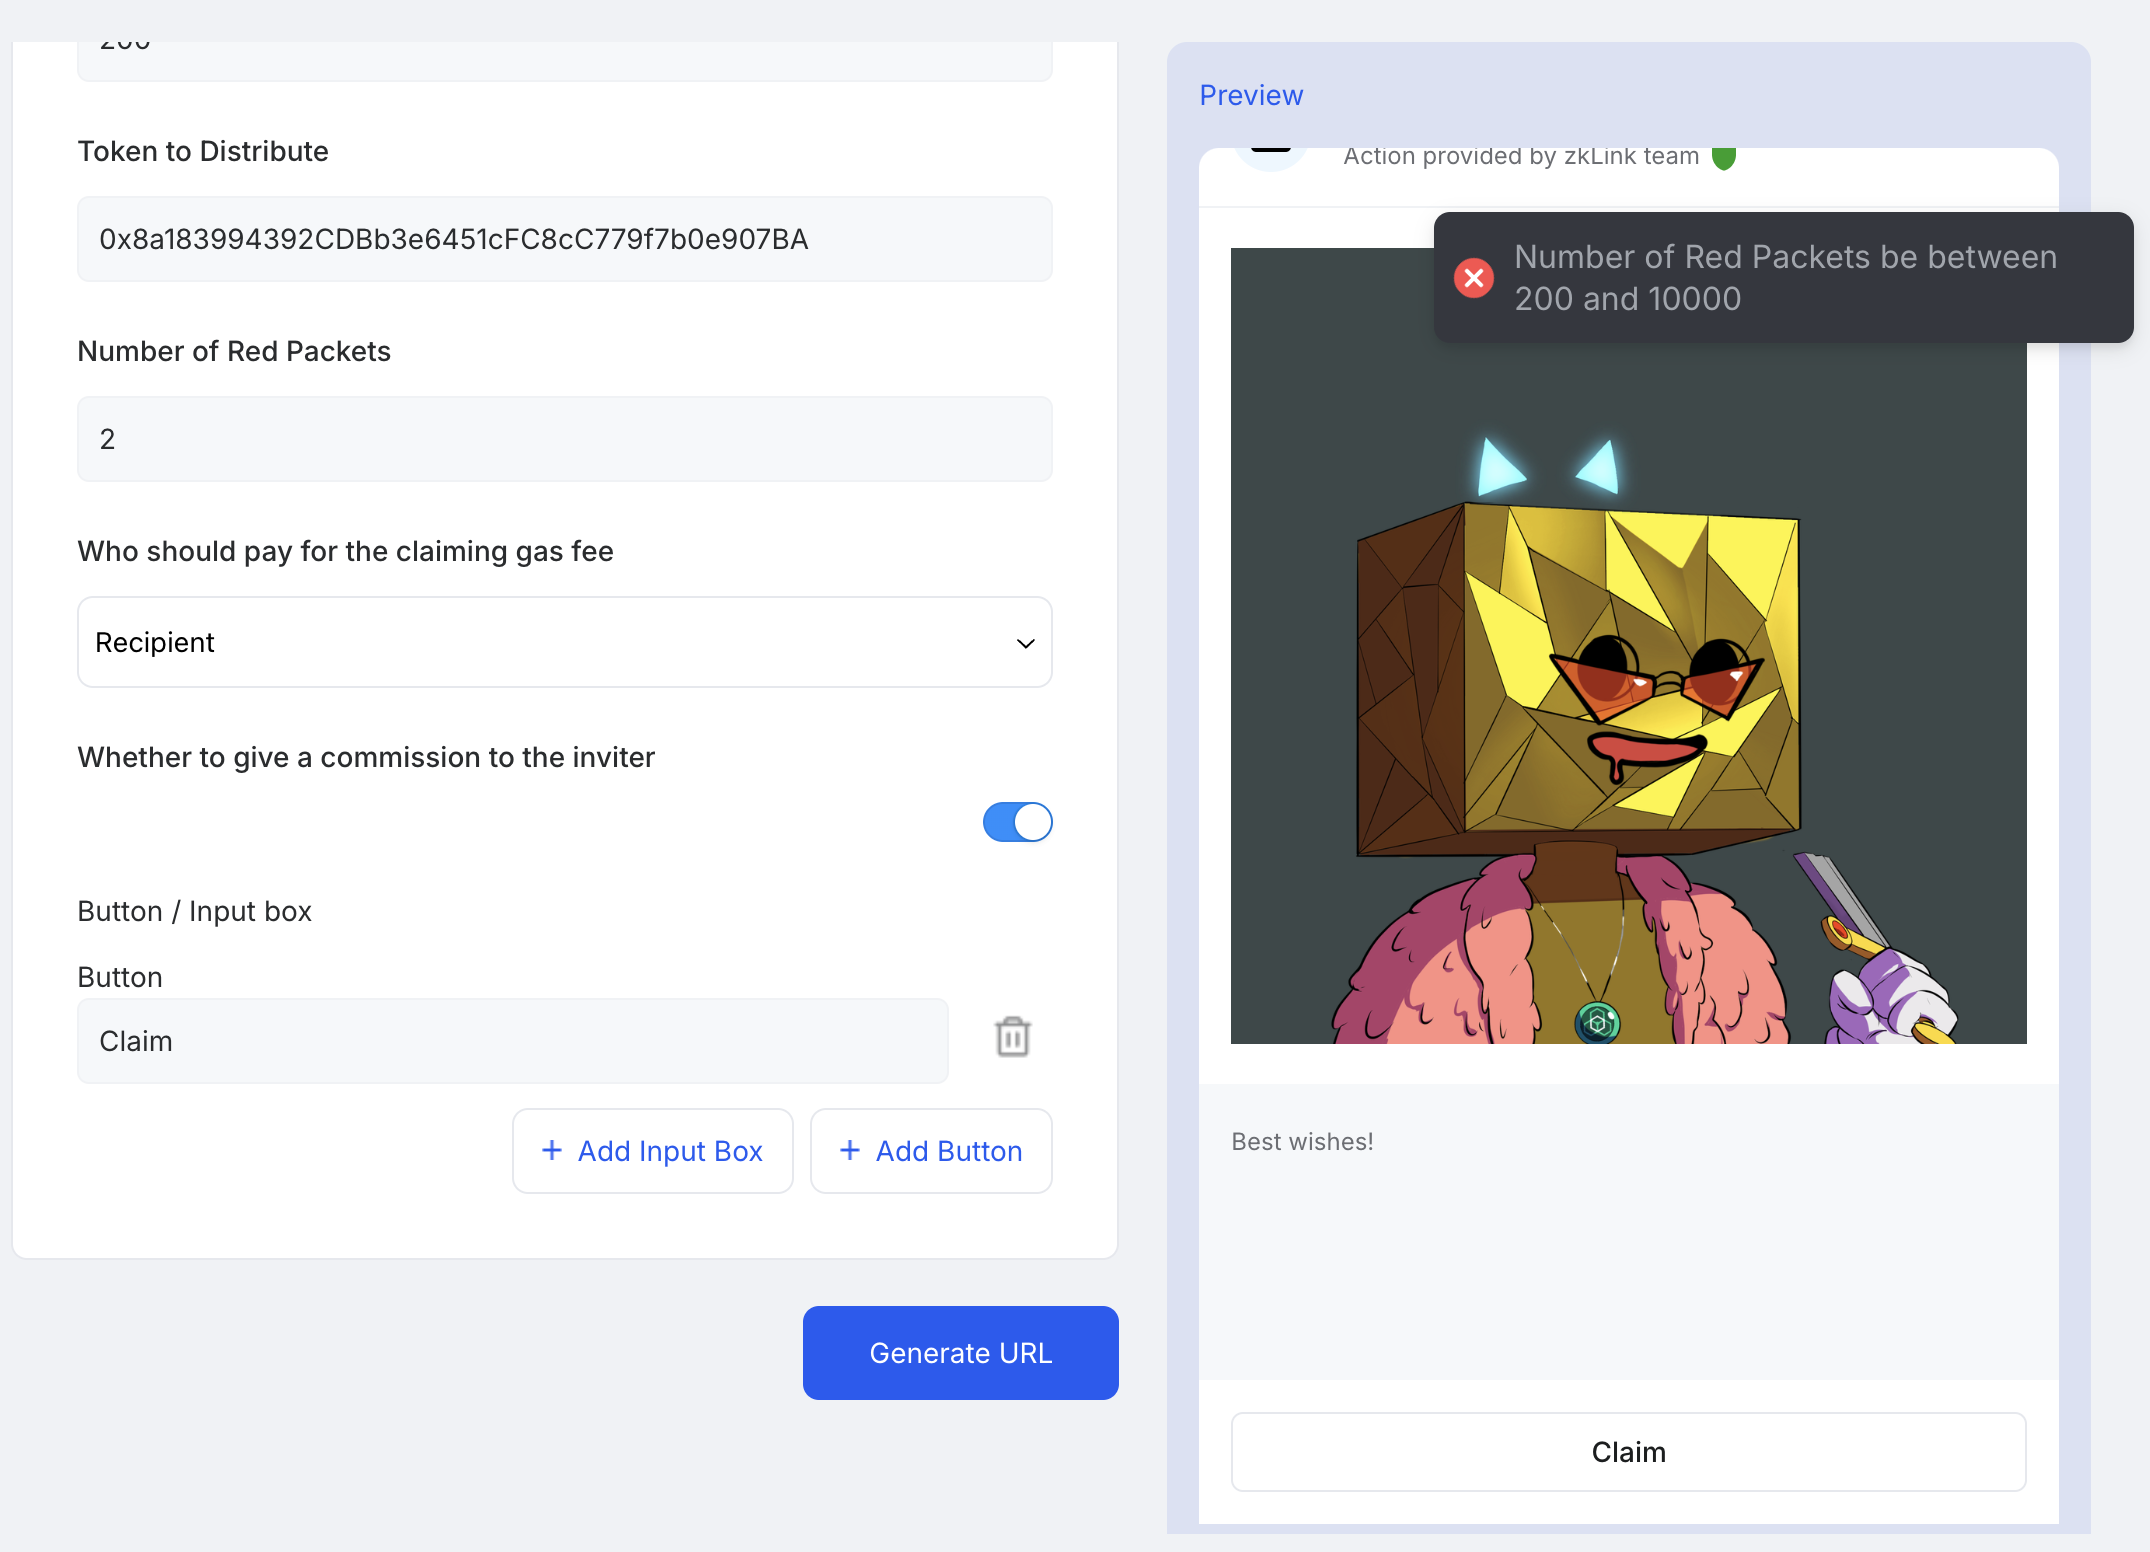 200
Token to Distribute
0x8a183994392CDBb3e6451cFC8cC779f7b0e907BA
Number of Red Packets
2
Who should pay for the claiming gas fee
Recipient
Whether to give a commission to the inviter
Button / Input box
Button
Claim
+ Add Input Box
+ Add Button
Generate URL
Preview
Action provided by zkLink team
Number of Red Packets be between
200 and 10000
Best wishes!
Claim